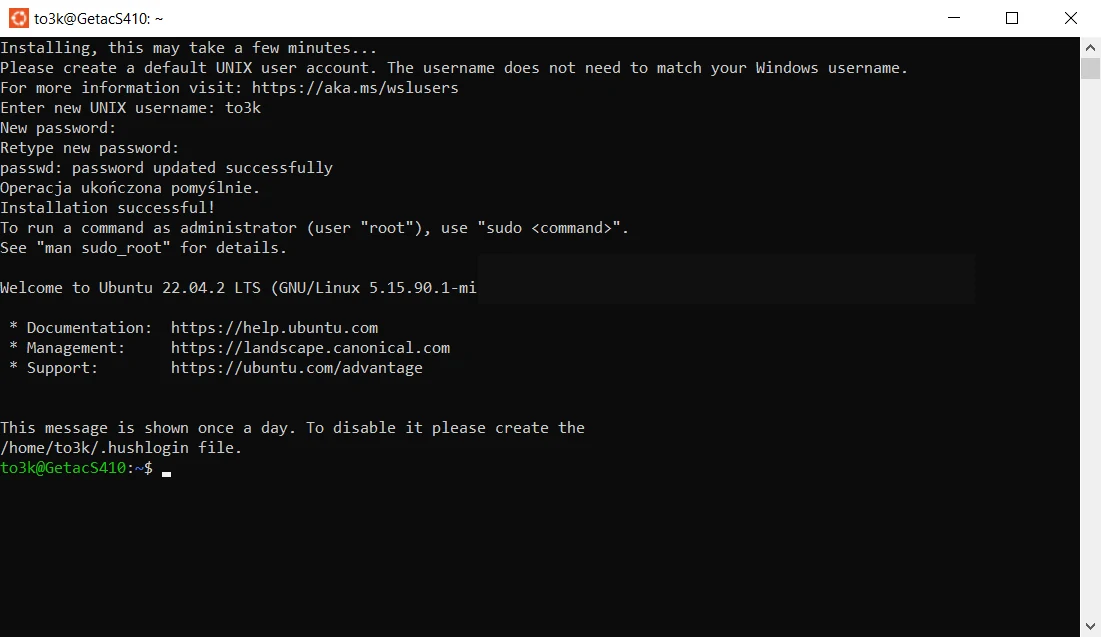 to3k@GetacS410: ~
Installing, this may take a few minutes...
Please create a default UNIX user account. The username does not need to match your Windows username.
For more information visit: https://aka.ms/wslusers
Enter new UNIX username: to3k
New password:
Retype new password:
passwd: password updated successfully
Operacja ukończona pomyślnie.
Installation successful!
To run a command as administrator (user "root"), use "sudo <command>".
See "man sudo_root" for details.
Welcome to Ubuntu 22.04.2 LTS (GNU/Linux 5.15.90.1-mi
* Documentation: https://help.ubuntu.com
* Management: https://landscape.canonical.com
* Support: https://ubuntu.com/advantage
This message is shown once a day. To disable it please create the
/home/to3k/.hushlogin file.
to3k@GetacS410:~$